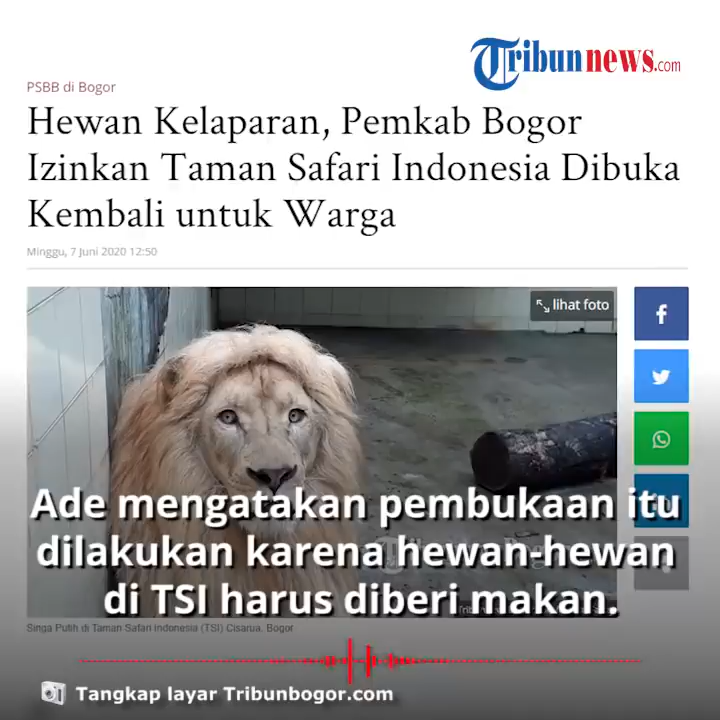 Tribunnews.com
PSBB di Bogor
Hewan Kelaparan, Pemkab Bogor
Izinkan Taman Safari Indonesia Dibuka
Kembali untuk Warga
Minggu, 7 Juni 2020 12:50
lihat foto
Ade mengatakan pembukaan itu
dilakukan karena hewan-hewan
di TSI harus diberi makan.
Singa Putih di Taman Safari Indonesia (TSI) Cisarua, Bogor
Tangkap layar Tribunbogor.com